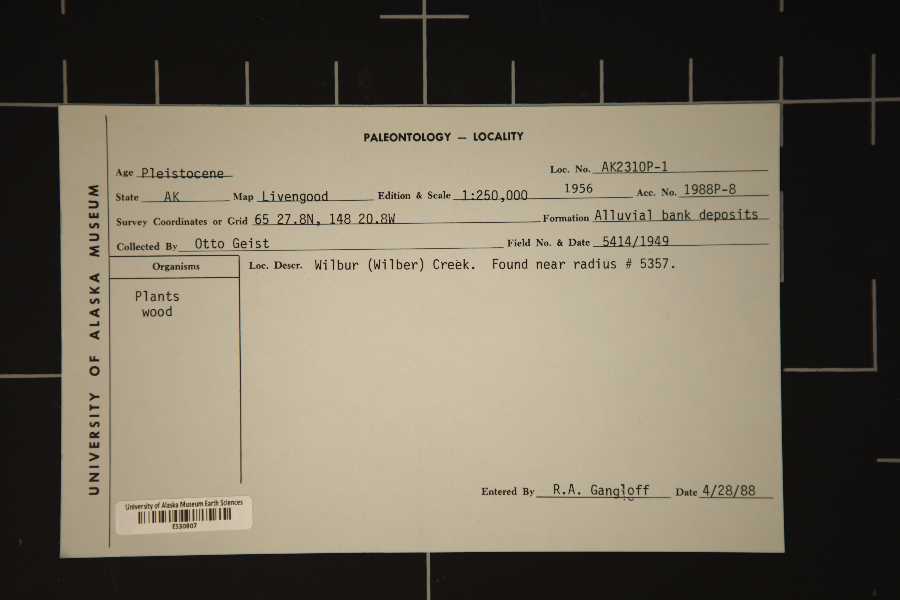 PALEONTOLOGY — LOCALITY
Age Pleistocene Loc. No. AK2310P-1
State AK Map Livengood Edition & Scale 1:250,000 1956 Acc. No. 1988P-8
Survey Coordinates or Grid 65 27.8N, 148 20.8W Formation Alluvial bank deposits
Collected By Otto Geist Field No. & Date 5414/1949
Organisms Loc. Descr. Wilbur (Wilber) Creek. Found near radius # 5357.
Plants
wood
Entered By R.A. Gangloff Date 4/28/88
UNIVERSITY OF ALASKA MUSEUM
University of Alaska Museum Earth Sciences